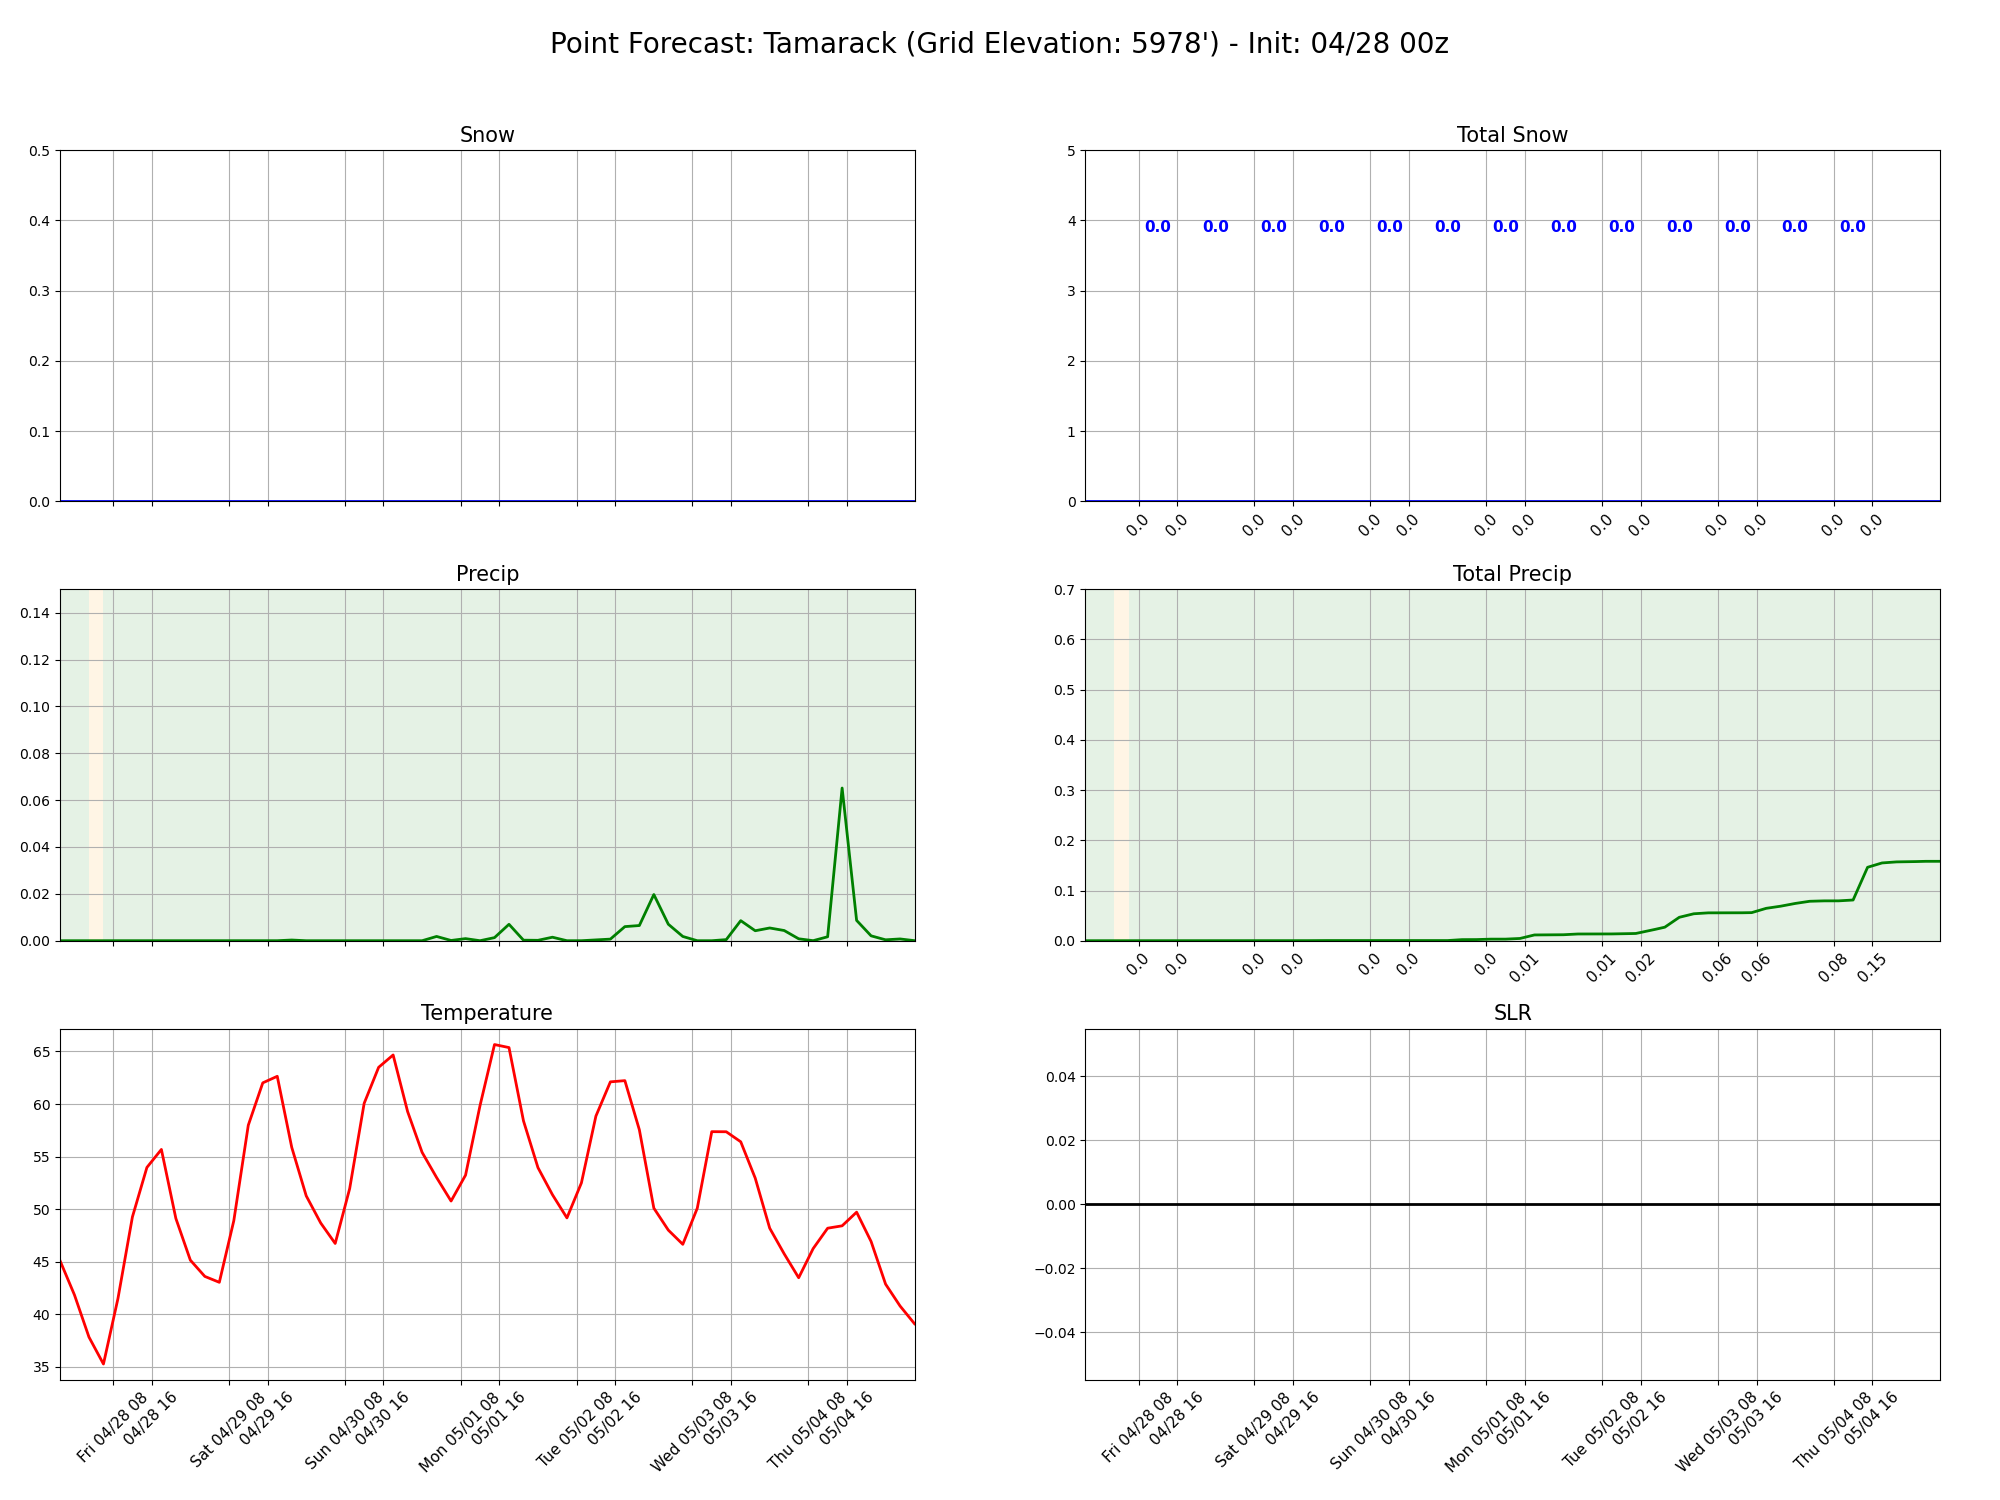 Point Forecast: Tamarack (Grid Elevation: 5978') - Init: 04/28 00z
Snow
0.5
0.4
0.3
0.2
0.1
0.0
Total Snow
5
4
3
2
1
0
0.0 0.0 0.0 0.0 0.0 0.0 0.0 0.0 0.0 0.0 0.0 0.0 0.0
0.0 0.0 0.0 0.0 0.0 0.0 0.0 0.0 0.0 0.0 0.0 0.0 0.0 0.0
Precip
0.14
0.12
0.10
0.08
0.06
0.04
0.02
0.00
Total Precip
0.7
0.6
0.5
0.4
0.3
0.2
0.1
0.0
0.0 0.0 0.0 0.0 0.0 0.0 0.0 0.01 0.01 0.02 0.06 0.06 0.08 0.15
Temperature
65
60
55
50
45
40
35
Fri 04/28 08
04/28 16
Sat 04/29 08
04/29 16
Sun 04/30 08
04/30 16
Mon 05/01 08
05/01 16
Tue 05/02 08
05/02 16
Wed 05/03 08
05/03 16
Thu 05/04 08
05/04 16
SLR
0.04
0.02
0.00
−0.02
−0.04
Fri 04/28 08
04/28 16
Sat 04/29 08
04/29 16
Sun 04/30 08
04/30 16
Mon 05/01 08
05/01 16
Tue 05/02 08
05/02 16
Wed 05/03 08
05/03 16
Thu 05/04 08
05/04 16